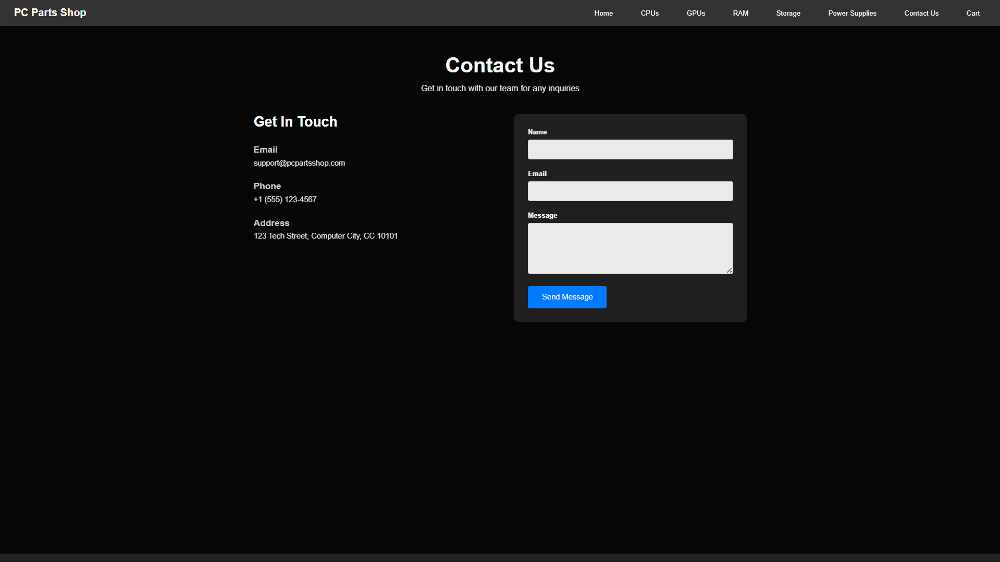 PC Parts Shop
Home CPUs GPUs RAM Storage Power Supplies Contact Us Cart
Contact Us
Get in touch with our team for any inquiries
Get In Touch
Email
support@pcpartsshop.com
Phone
+1 (555) 123-4567
Address
123 Tech Street, Computer City, CC 10101
Name
Email
Message
Send Message